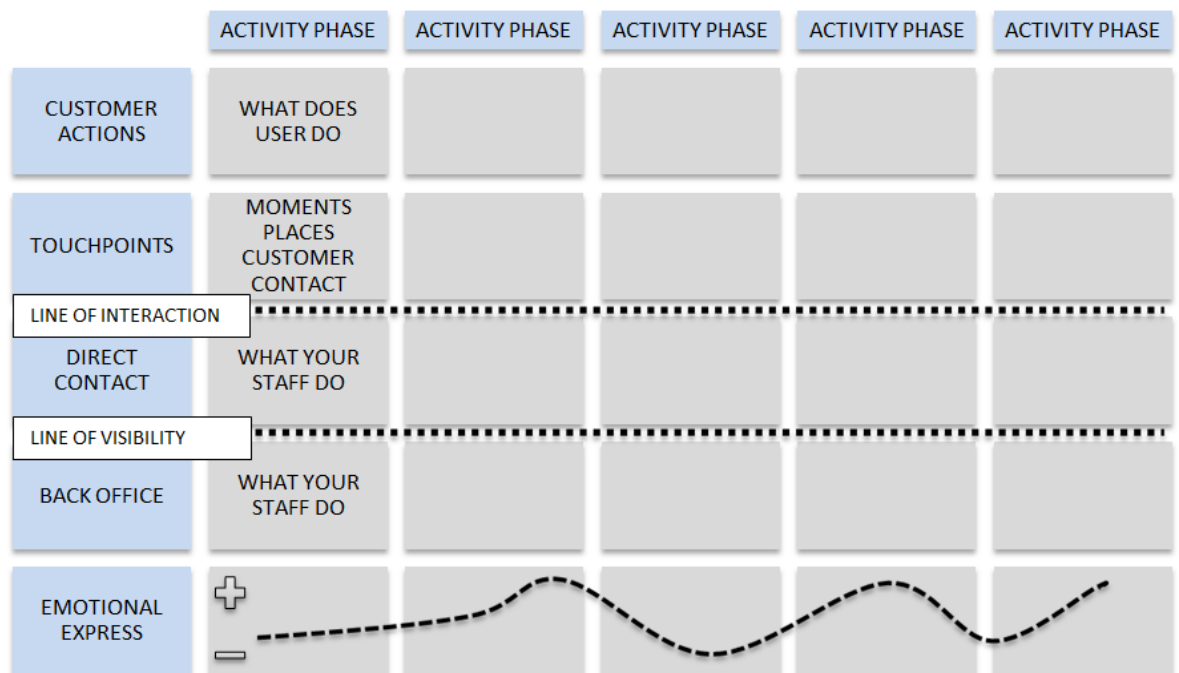 ACTIVITY PHASE ACTIVITY PHASE ACTIVITY PHASE ACTIVITY PHASE ACTIVITY PHASE
CUSTOMER
ACTIONS
WHAT DOES
USER DO
TOUCHPOINTS
MOMENTS
PLACES
CUSTOMER
CONTACT
LINE OF INTERACTION
DIRECT
CONTACT
WHAT YOUR
STAFF DO
LINE OF VISIBILITY
BACK OFFICE
WHAT YOUR
STAFF DO
EMOTIONAL
EXPRESS